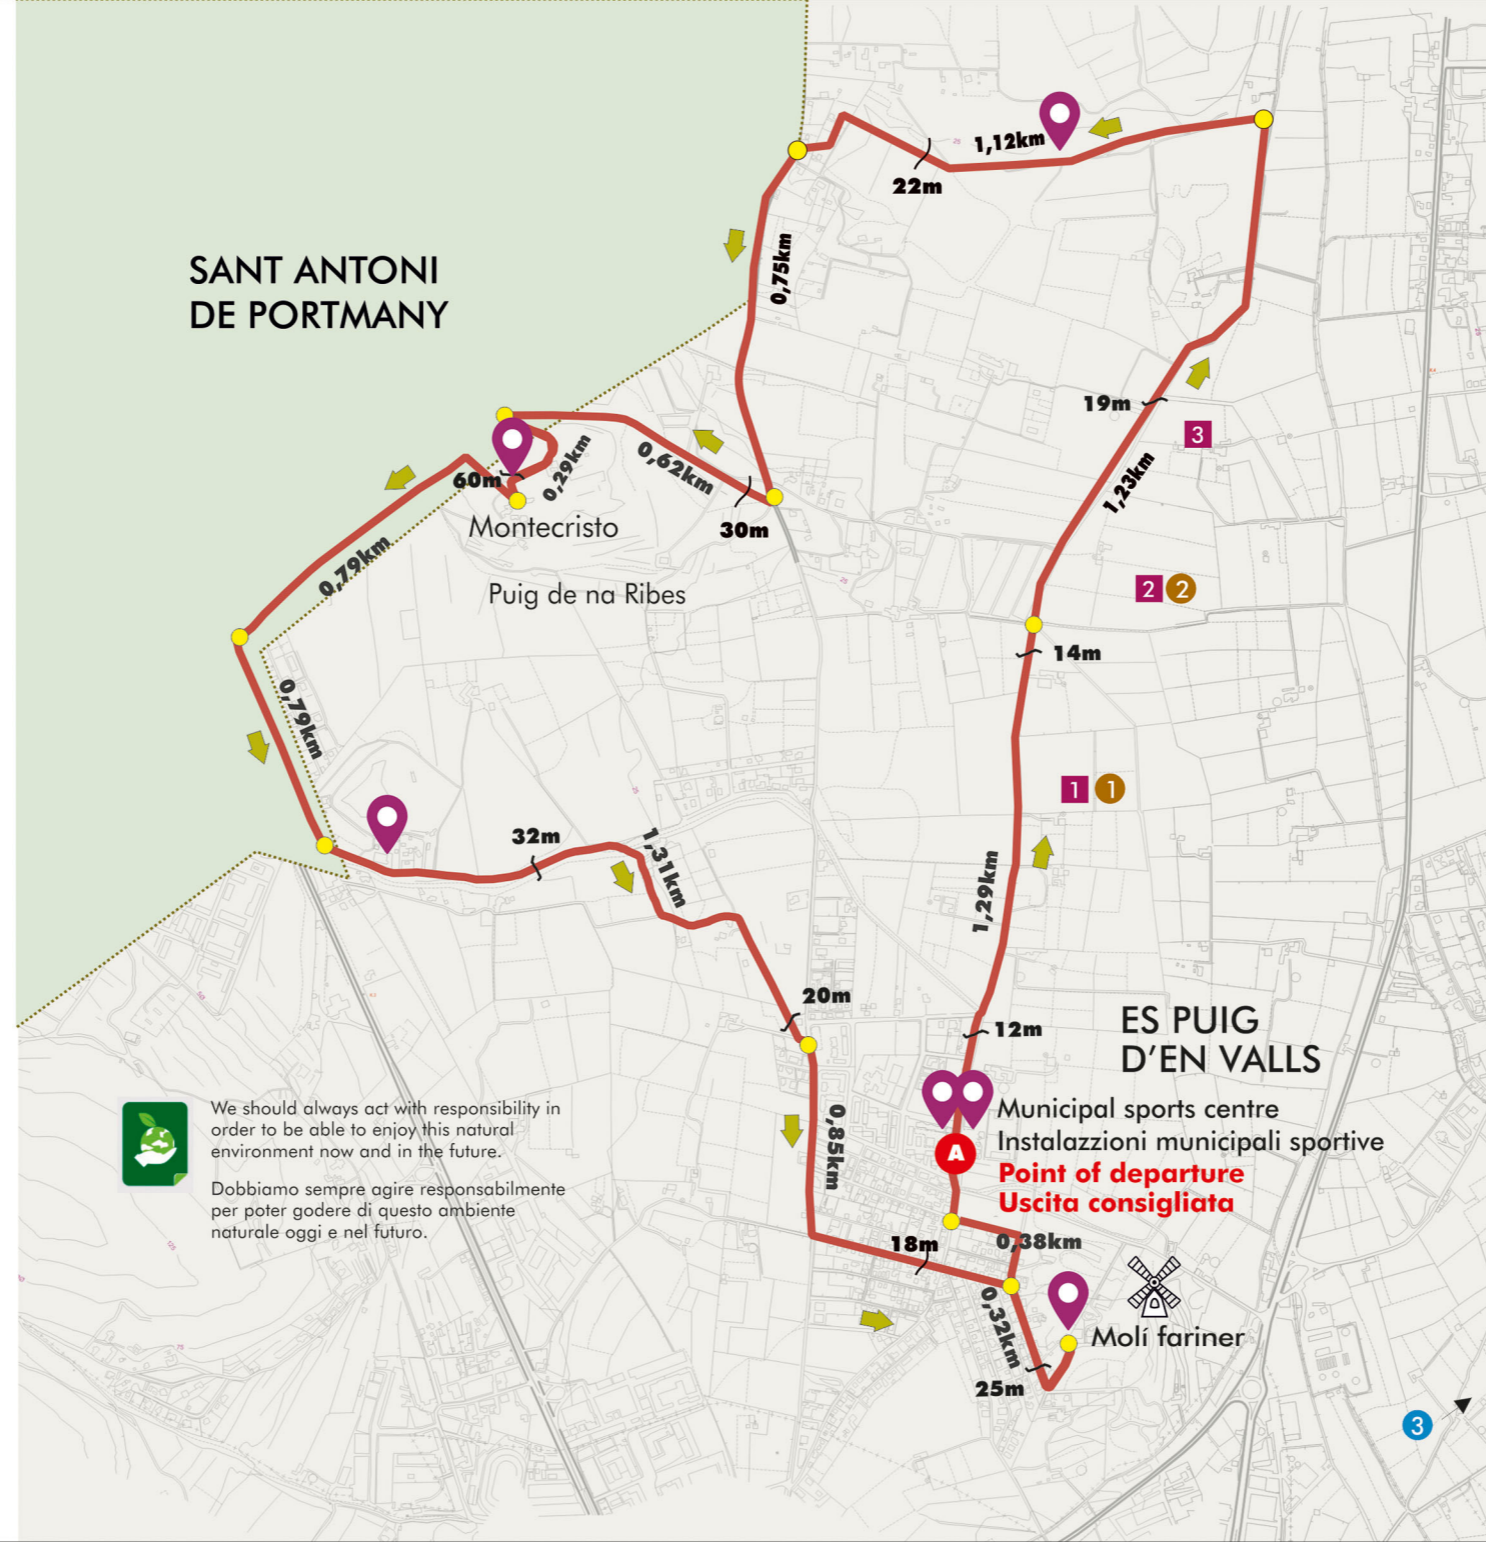 1,12km
22m
0,75km
SANT ANTONI
DE PORTMANY
19m
3
1,23km
0,62km
0,29km
60m
30m
Montecristo
Puig de na Ribes
0,79km
2
2
14m
0,79km
1
1
32m
1,31km
1,29km
20m
12m
ES PUIG
D'EN VALLS
Municipal sports centre
Instalazzioni municipali sportive
A
Point of departure
Uscita consigliata
0,85km
We should always act with responsibility in
order to be able to enjoy this natural
environment now and in the future.
Dobbiamo sempre agire responsabilmente
per poter godere di questo ambiente
naturale oggi e nel futuro.
18m
0,38km
0,32km
Molí fariner
25m
3